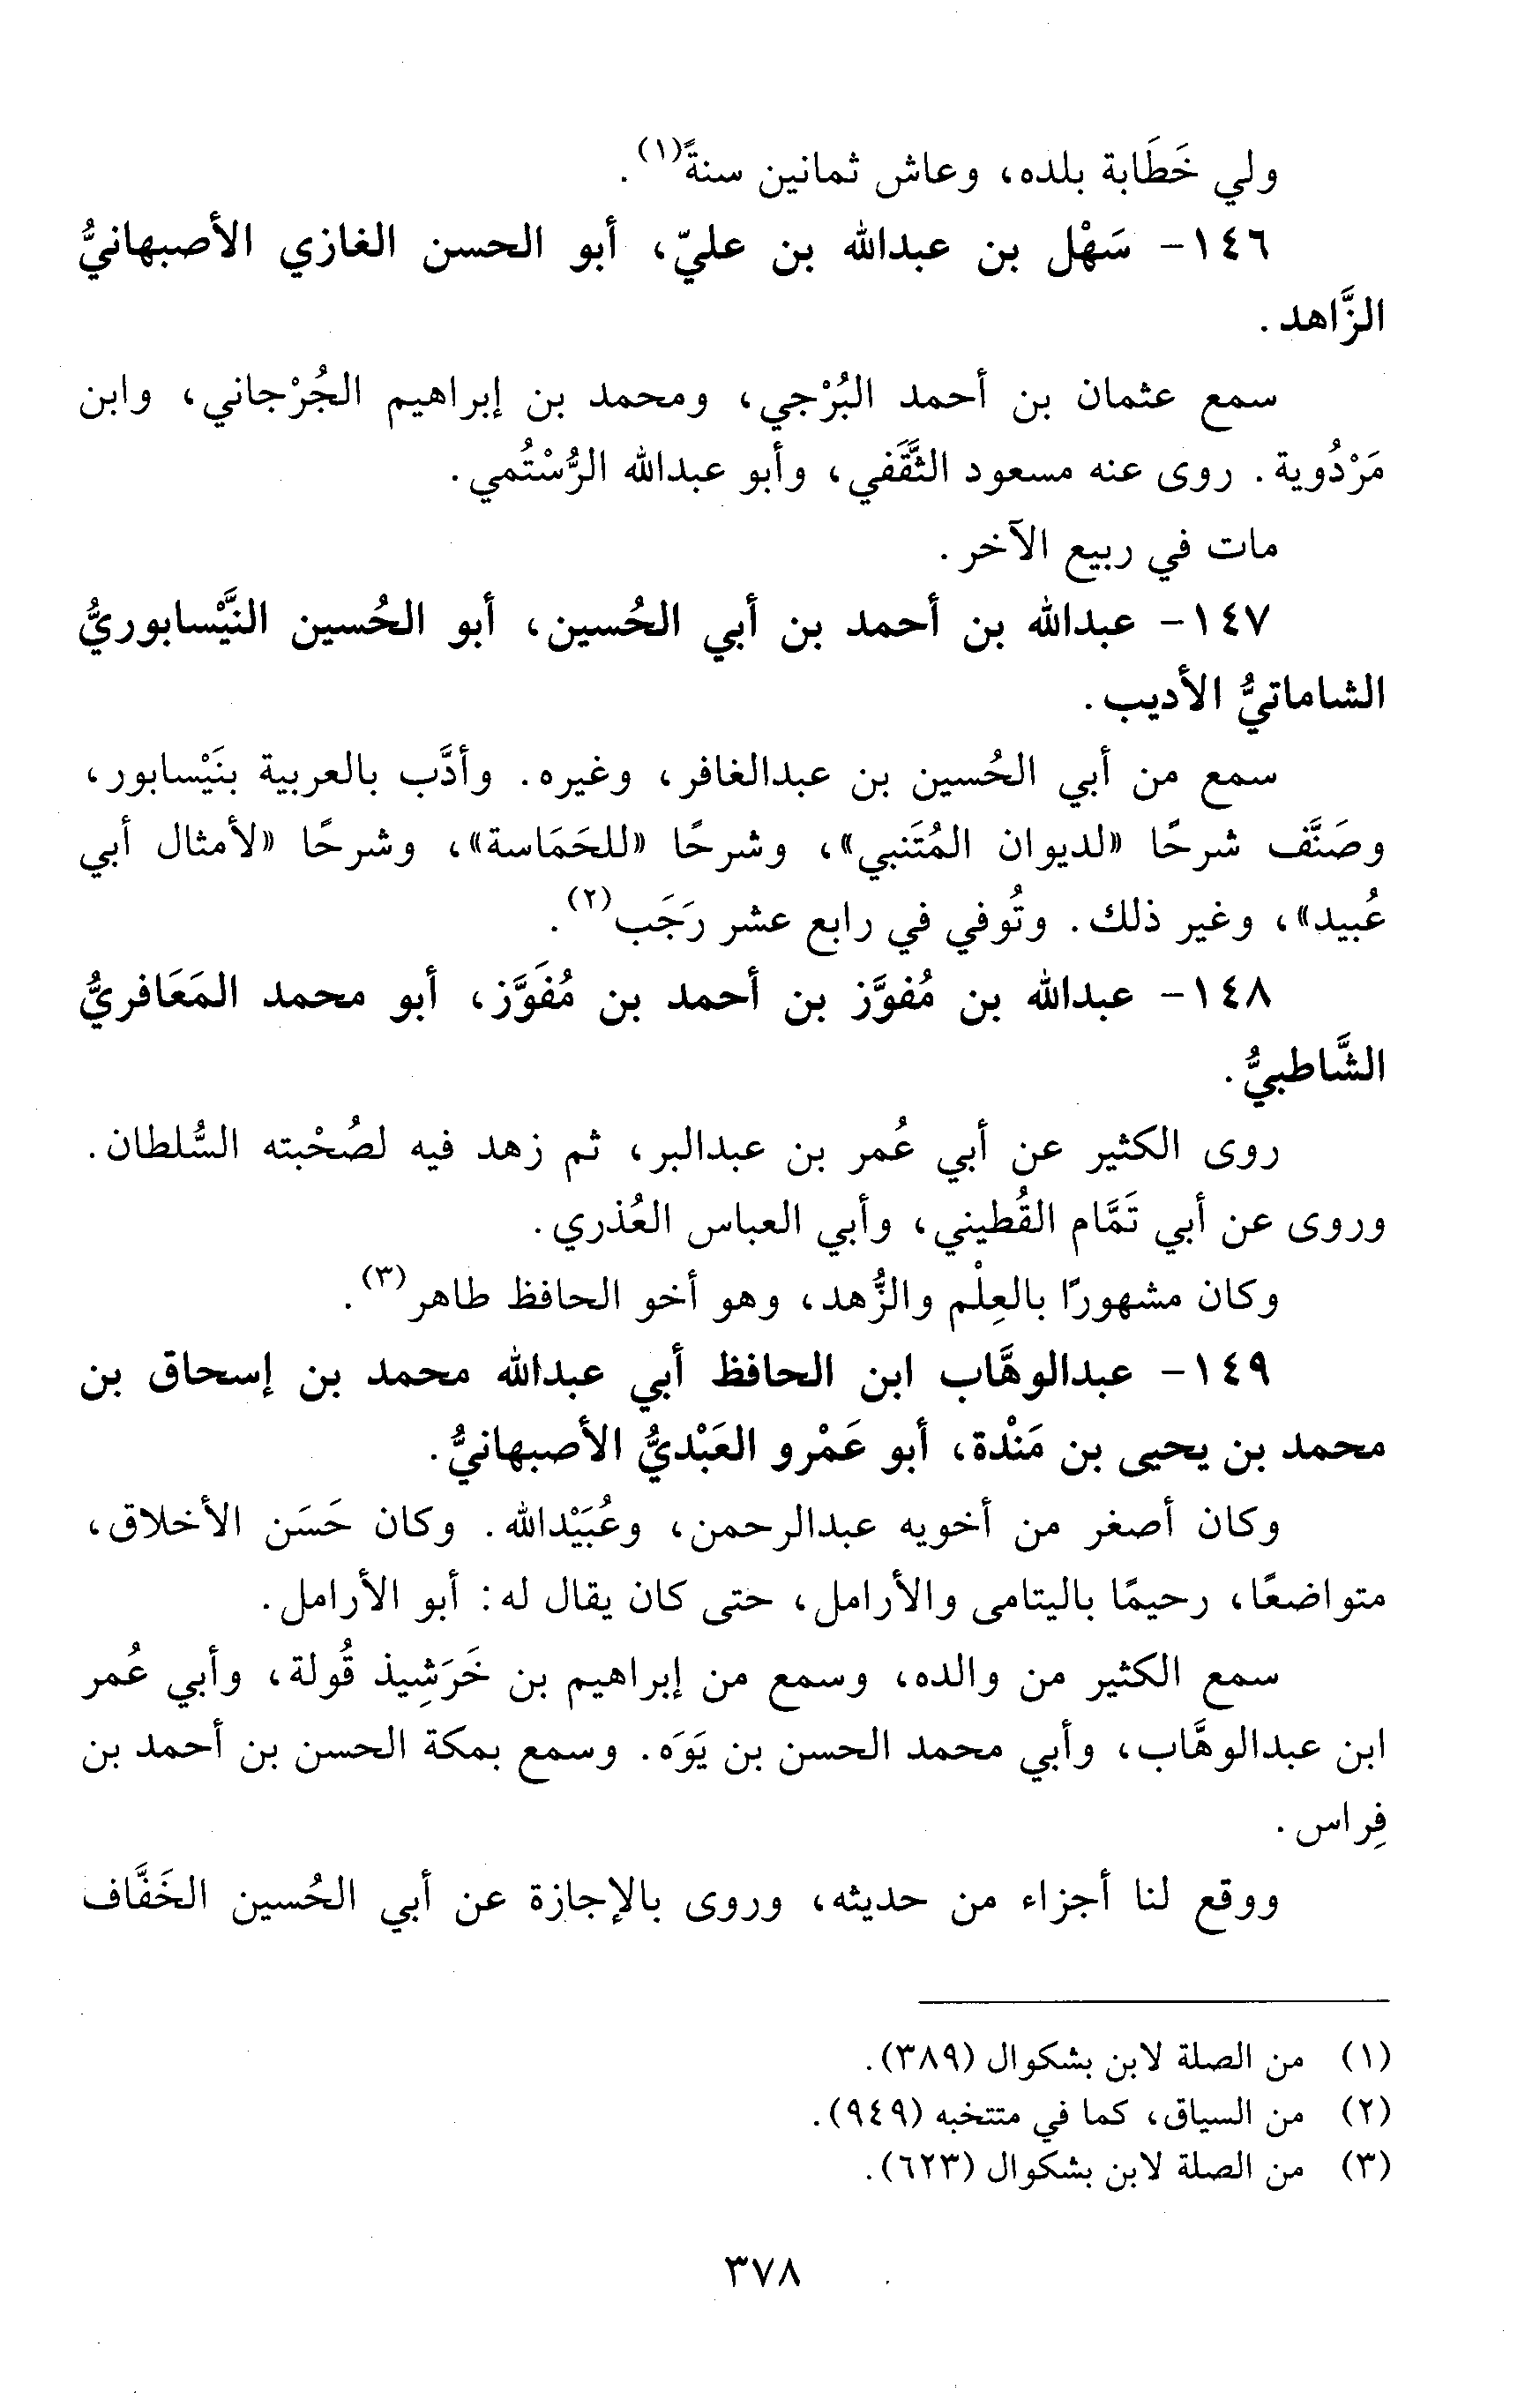 ولي خَطَابة بلده، وعاش ثمانين سنةً(١).
١٤٦- سَهْل بن عبدالله بن عليّ، أبو الحسن الغازي الأصبهانيُّ
الزَّاهد.
سمع عثمان بن أحمد البُرْجي، ومحمد بن إبراهيم الجُرْجاني، وابن
مَرْدُوية. روى عنه مسعود الثَّقَفي، وأبو عبدالله الرُّسْتُمي.
مات في ربيع الآخر.
١٤٧- عبدالله بن أحمد بن أبي الحُسين، أبو الحُسين النَّيْسابوريُّ
الشاماتيُّ الأديب.
سمع من أبي الحُسين بن عبدالغافر، وغيره. وأدَّب بالعربية بنَيْسابور،
وصَنَّف شرحًا «لديوان المُتَنبي»، وشرحًا «للحَمَاسة»، وشرحًا «لأمثال أبي
عُبيد»، وغير ذلك. وتُوفي في رابع عشر رَجَب(٢).
١٤٨- عبدالله بن مُفوَّز بن أحمد بن مُفَوَّز، أبو محمد المَعَافريُّ
الشَّاطبيُّ.
روى الكثير عن أبي عُمر بن عبدالبر، ثم زهد فيه لصُحْبته السُّلطان.
وروى عن أبي تَمَّام القُطيني، وأبي العباس العُذري.
وكان مشهورًا بالعِلْم والزُّهد، وهو أخو الحافظ طاهر(٣).
١٤٩- عبدالوهَّاب ابن الحافظ أبي عبدالله محمد بن إسحاق بن
محمد بن يحيى بن مَنْدة، أبو عَمْرو العَبْديُّ الأصبهانيُّ.
وكان أصغر من أخويه عبدالرحمن، وعُبَيْدالله. وكان حَسَن الأخلاق،
متواضعًا، رحيمًا باليتامى والأرامل، حتى كان يقال له: أبو الأرامل.
سمع الكثير من والده، وسمع من إبراهيم بن خَرَشِيذ قُولة، وأبي عُمر
ابن عبدالوهَّاب، وأبي محمد الحسن بن يَوَه. وسمع بمكة الحسن بن أحمد بن
فِراس.
ووقع لنا أجزاء من حديثه، وروى بالإجازة عن أبي الحُسين الخَفَّاف
(١) من الصلة لابن بشكوال (٣٨٩).
(٢) من السياق، كما في متتخبه (٩٤٩).
(٣) من الصلة لابن بشكوال (٦٢٣).
٣٧٨